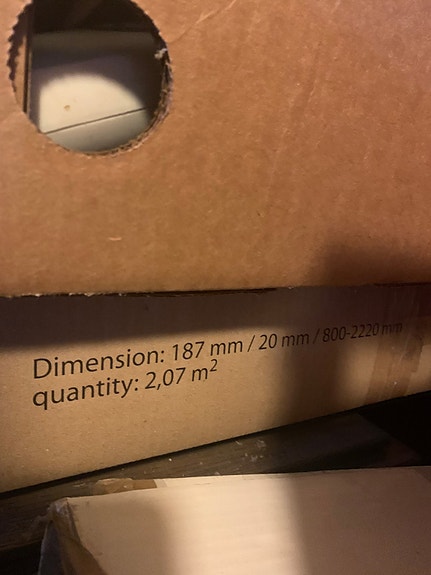 Dimension: 187 mm / 20 mm / 800-2220 mm
quantity: 2,07 m²